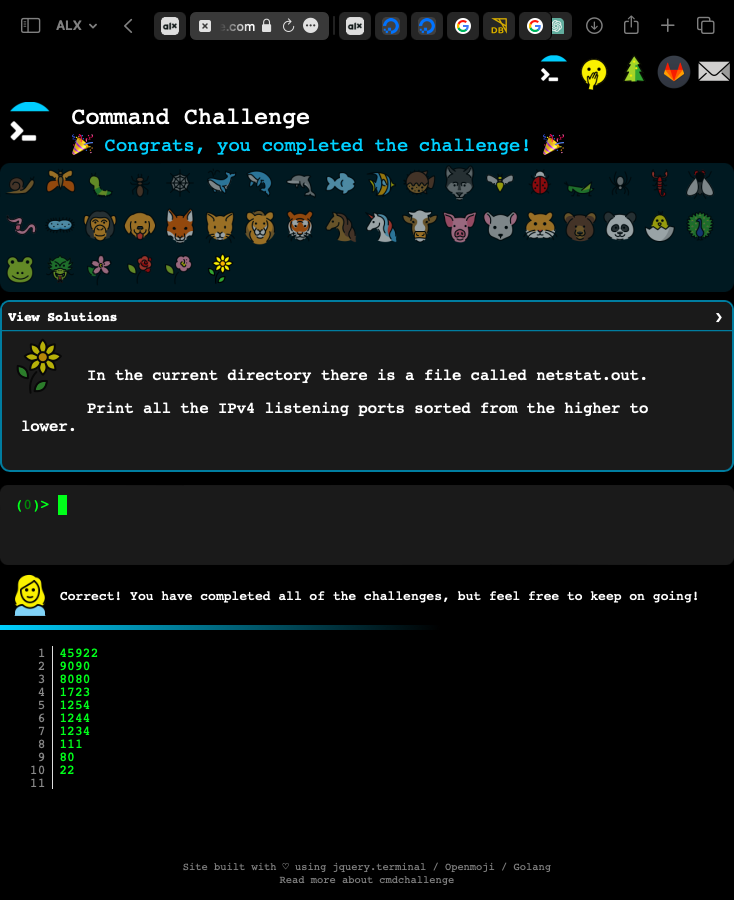 ALX
alx
.com
alx
DB
Command Challenge
Congrats, you completed the challenge!
View Solutions
In the current directory there is a file called netstat.out.
Print all the IPv4 listening ports sorted from the higher to
lower.
(0)>
Correct! You have completed all of the challenges, but feel free to keep on going!
1 45922
2 9090
3 8080
4 1723
5 1254
6 1244
7 1234
8 111
9 80
10 22
11
Site built with ♡ using jquery.terminal / Openmoji / Golang
Read more about cmdchallenge